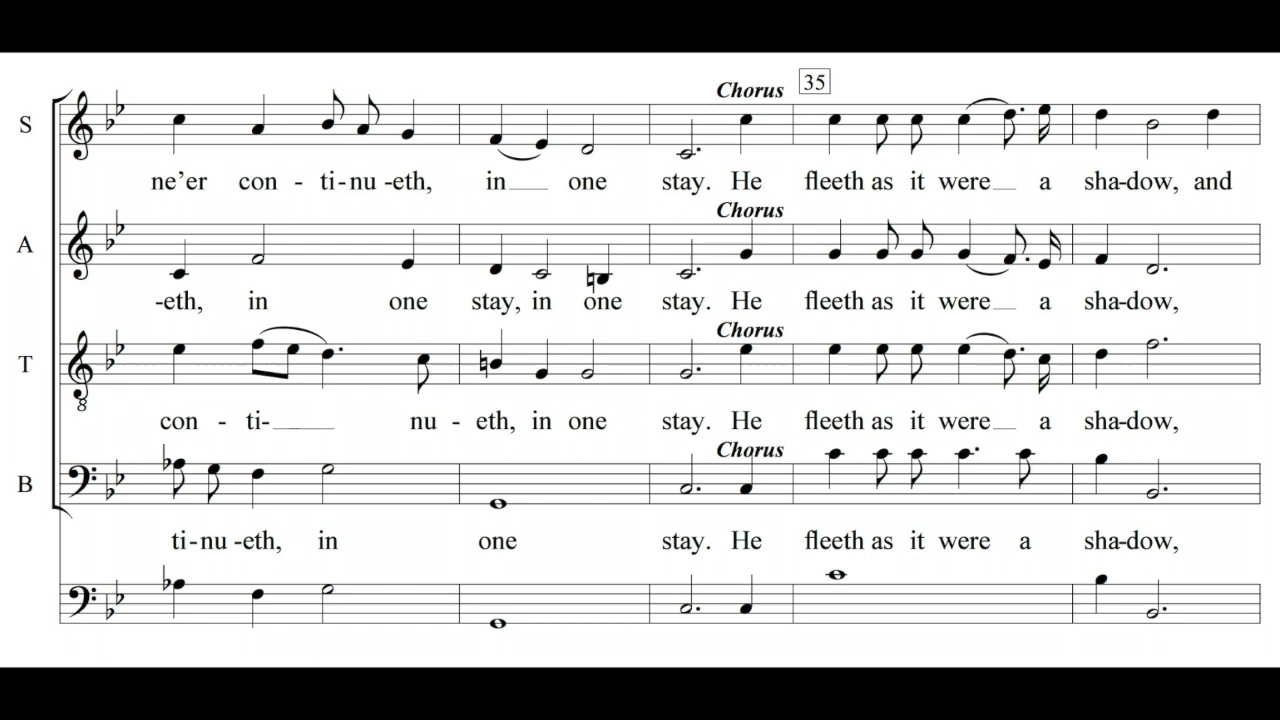 Chorus 35
S
ne’er con - ti-nu -eth, in one stay. He fleeth as it were a sha-dow, and
Chorus
A
-eth, in one stay, in one stay. He fleeth as it were a sha-dow,
Chorus
T
8
con - ti- nu - eth, in one stay. He fleeth as it were a sha-dow,
Chorus
B
ti-nu -eth, in one stay. He fleeth as it were a sha-dow,